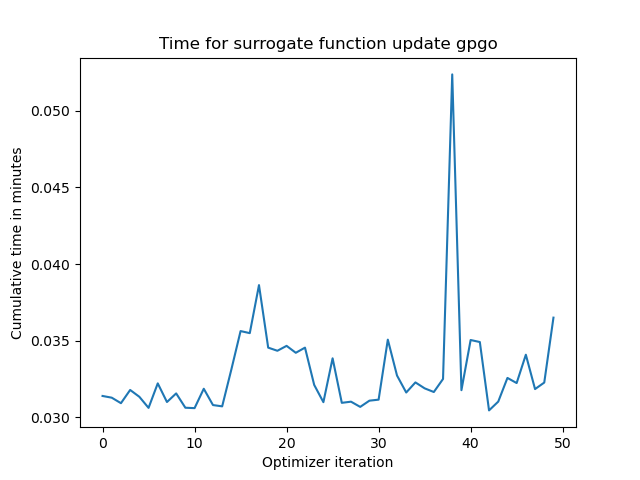 Time for surrogate function update gpgo
Cumulative time in minutes
0.050
0.045
0.040
0.035
0.030
0 10 20 30 40 50
Optimizer iteration